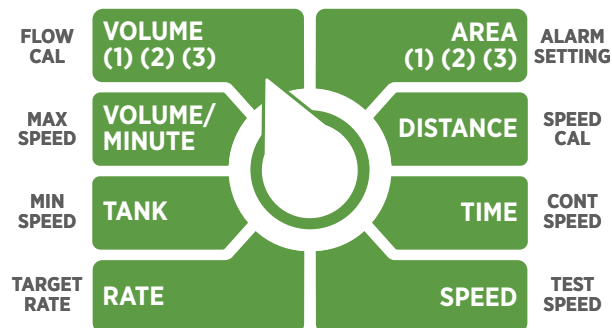 FLOW
CAL
VOLUME
(1) (2) (3)
AREA
(1) (2) (3)
ALARM
SETTING
MAX
SPEED
VOLUME/
MINUTE
DISTANCE
SPEED
CAL
MIN
SPEED
TANK
TIME
CONT
SPEED
TARGET
RATE
RATE
SPEED
TEST
SPEED